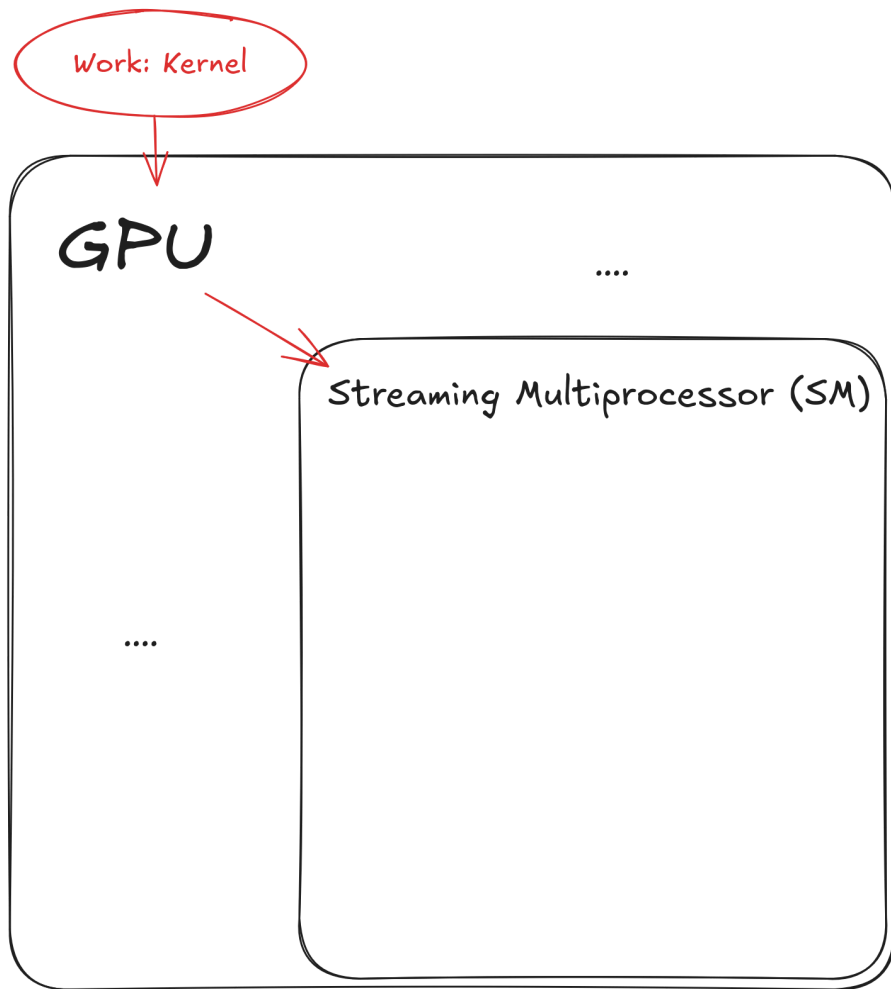 Work: Kernel
GPU
....
Streaming Multiprocessor (SM)
....